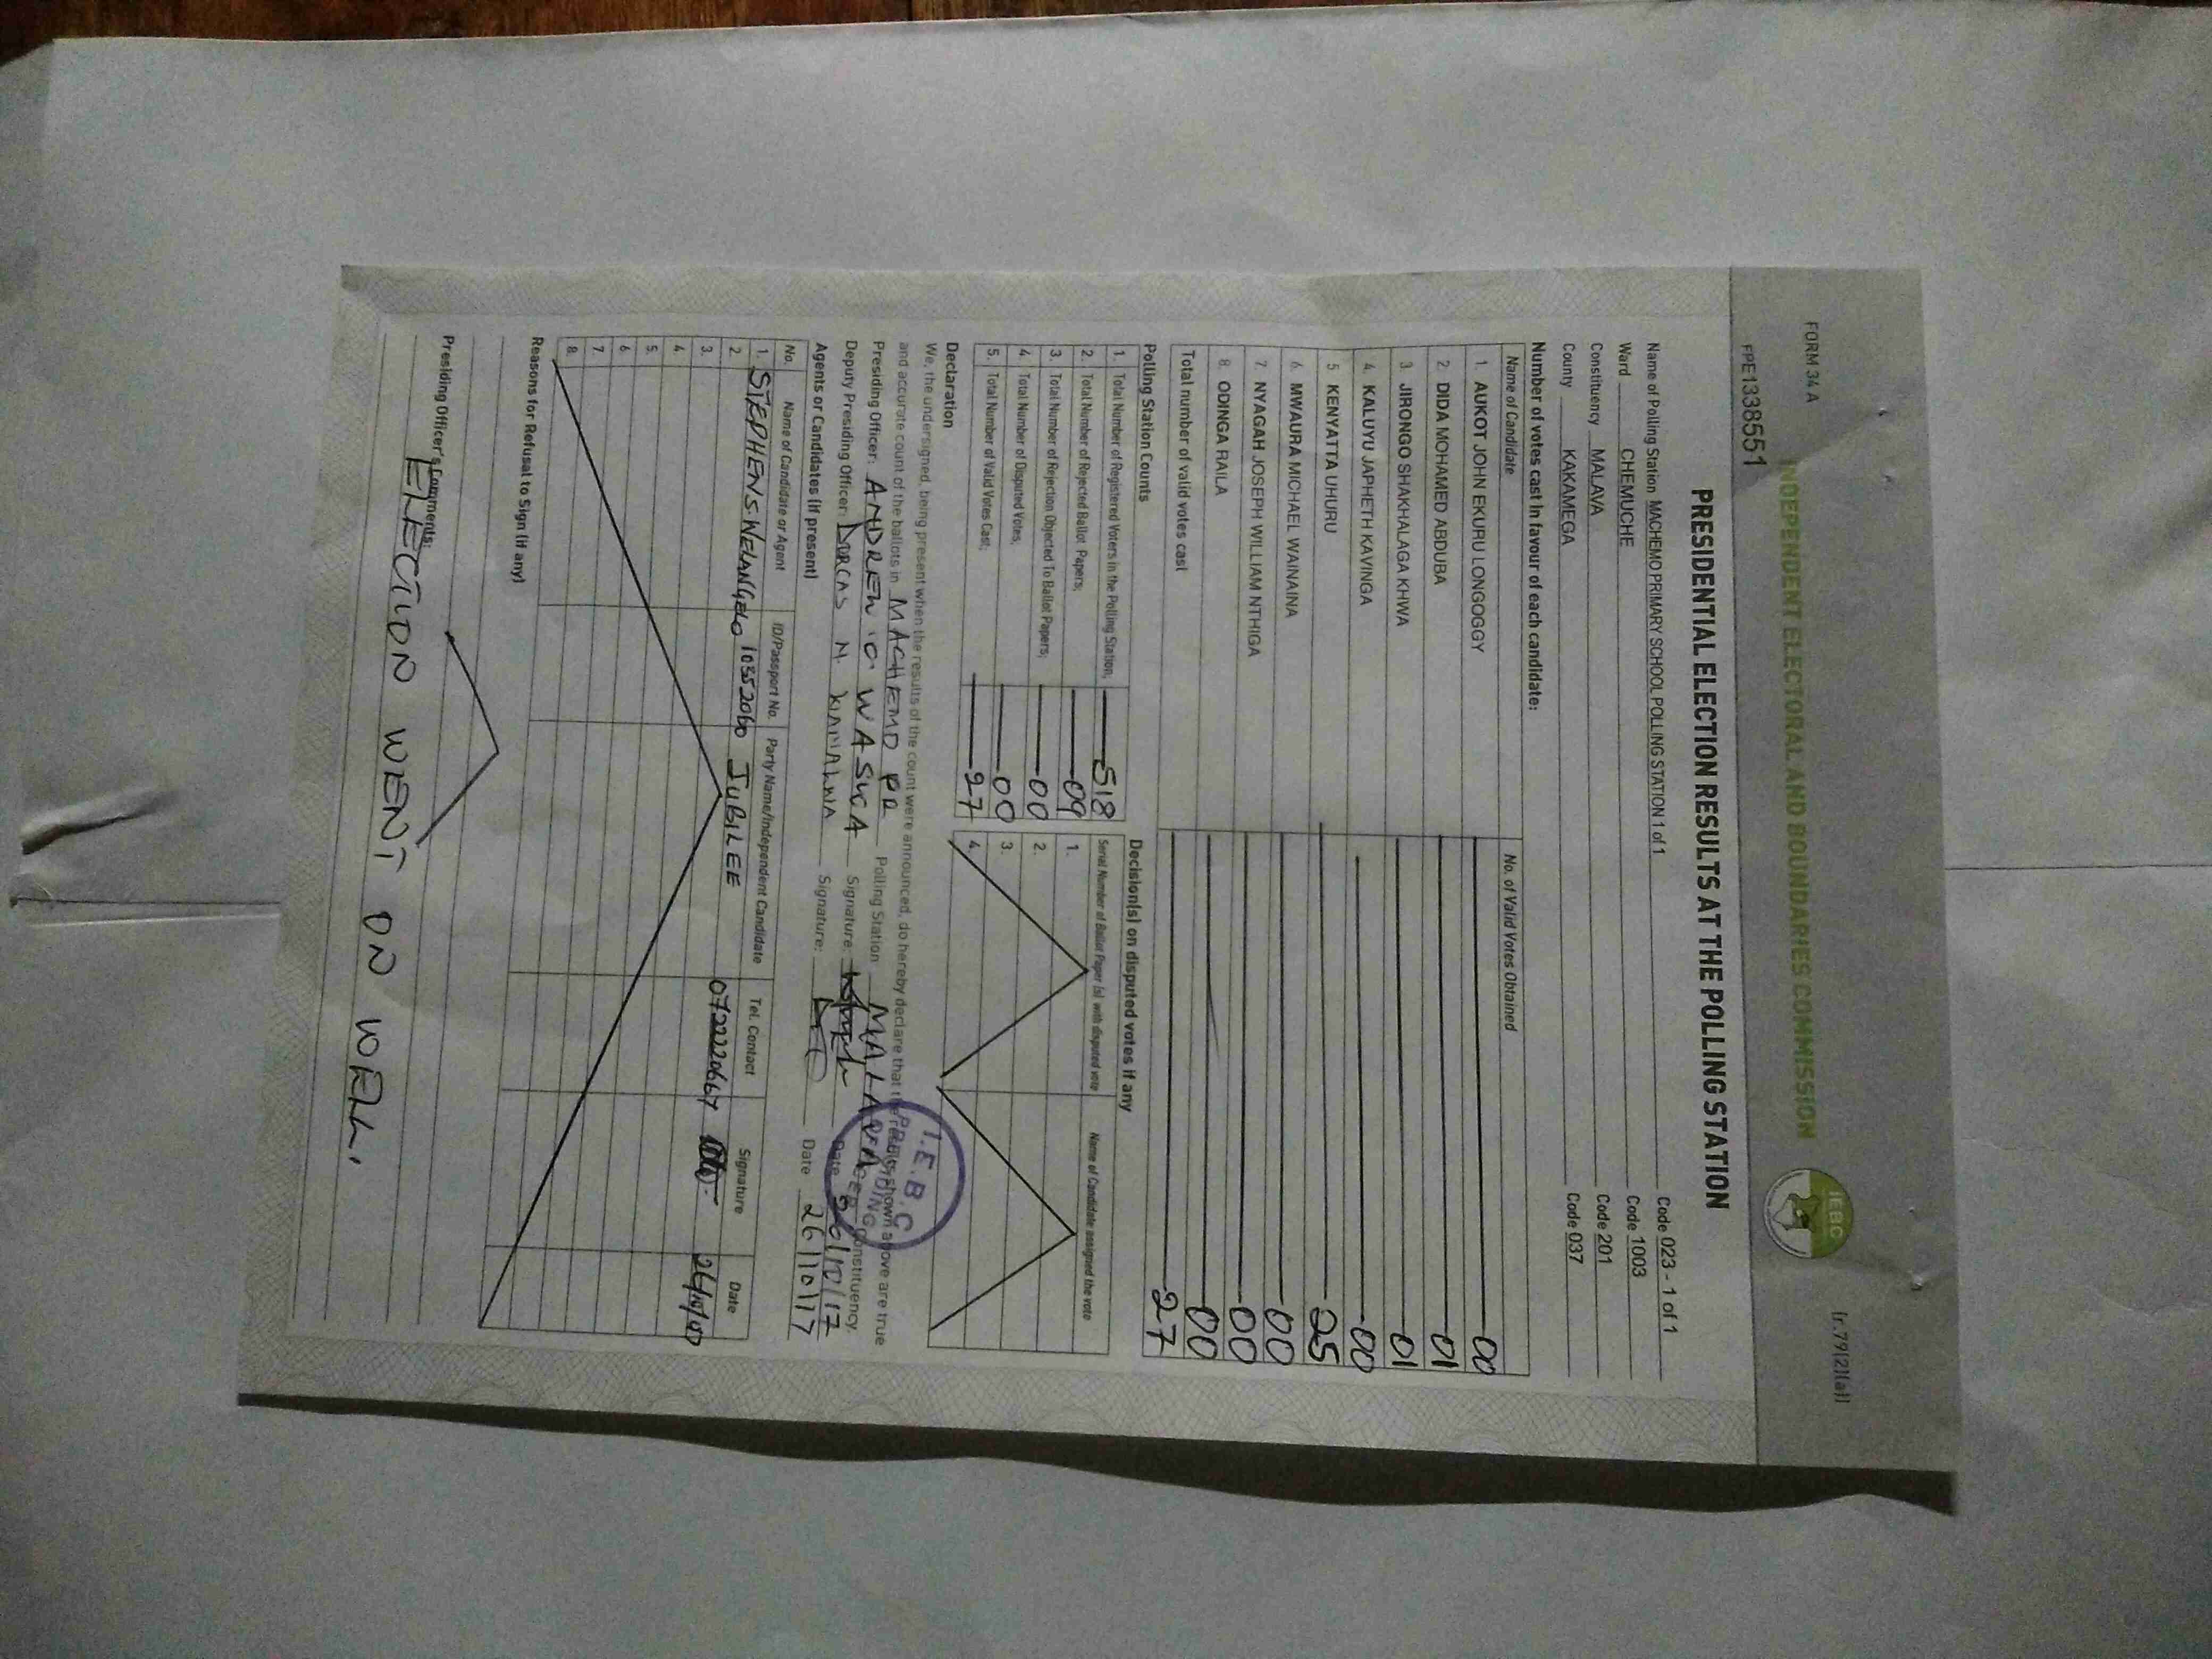 FORM 34 A
(r.79(2)(a))
INDEPENDENT ELECTORAL AND BOUNDARIES COMMISSION
IEBC
FPE1338551
PRESIDENTIAL ELECTION RESULTS AT THE POLLING STATION
Name of Polling Station MACHEMO PRIMARY SCHOOL POLLING STATION 1 of 1 Code 023 - 1 of 1
Ward CHEMUCHE Code 1003
Constituency MALAVA Code 201
County KAKAMEGA Code 037
Number of votes cast in favour of each candidate:
Name of Candidate No. of Valid Votes Obtained
1. AUKOT JOHN EKURU LONGOGGY 00
2 DIDA MOHAMED ABDUBA 01
3 JIRONGO SHAKHALAGA KHWA 01
4. KALUYU JAPHETH KAVINGA 00
5 KENYATTA UHURU 25
6. MWAURA MICHAEL WAINAINA 00
7 NYAGAH JOSEPH WILLIAM NTHIGA 00
8 ODINGA RAILA 00
Total number of valid votes cast 27
Polling Station Counts
1. Total Number of Registered Voters in the Polling Station; 518
2. Total Number of Rejected Ballot Papers; 09
3. Total Number of Rejection Objected To Ballot Papers; 00
4 Total Number of Disputed Votes; 00
5. Total Number of Valid Votes Cast; 27
Decision(s) on disputed votes if any
Serial Number of Ballot Paper (s) with disputed vote Name of Candidate assigned the vote
1.
2.
3.
4.
Declaration
We, the undersigned, being present when the results of the count were announced, do hereby declare that the results shown above are true
and accurate count of the ballots in MACHEMO PR Polling Station MALAVA Constituency.
Presiding Officer: ANDREW O. WASWA Signature: Date 26/10/17
Deputy Presiding Officer: DORCAS N. Signature: Date 26/10/17
I.E.B.C
PRESIDING
OFFICER
Agents or Candidates (if present)
No. Name of Candidate or Agent ID/Passport No. Party Name/Independent Candidate Tel. Contact Signature Date
1. STEPHEN S. 10352060 JUBILEE 0722220667 26/10/17
2.
3.
4
5.
6
7.
8.
Reasons for Refusal to Sign (if any)
Presiding Officer's Comments:
ELECTION WENT ON WELL.